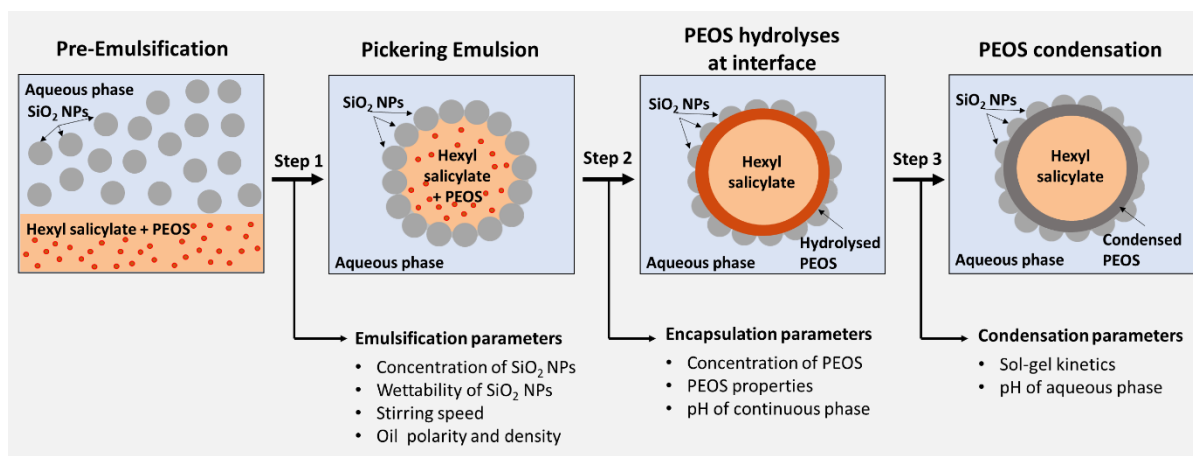 Pre-Emulsification
Aqueous phase
SiO₂ NPs
Hexyl salicylate + PEOS
Step 1
Pickering Emulsion
SiO₂ NPs
Hexyl
salicylate
+ PEOS
Aqueous phase
Step 2
PEOS hydrolyses
at interface
SiO₂ NPs
Hexyl
salicylate
Hydrolysed
PEOS
Aqueous phase
Step 3
PEOS condensation
SiO₂ NPs
Hexyl
salicylate
Condensed
PEOS
Aqueous phase
Emulsification parameters
• Concentration of SiO₂ NPs
• Wettability of SiO₂ NPs
• Stirring speed
• Oil polarity and density
Encapsulation parameters
• Concentration of PEOS
• PEOS properties
• pH of continuous phase
Condensation parameters
• Sol-gel kinetics
• pH of aqueous phase